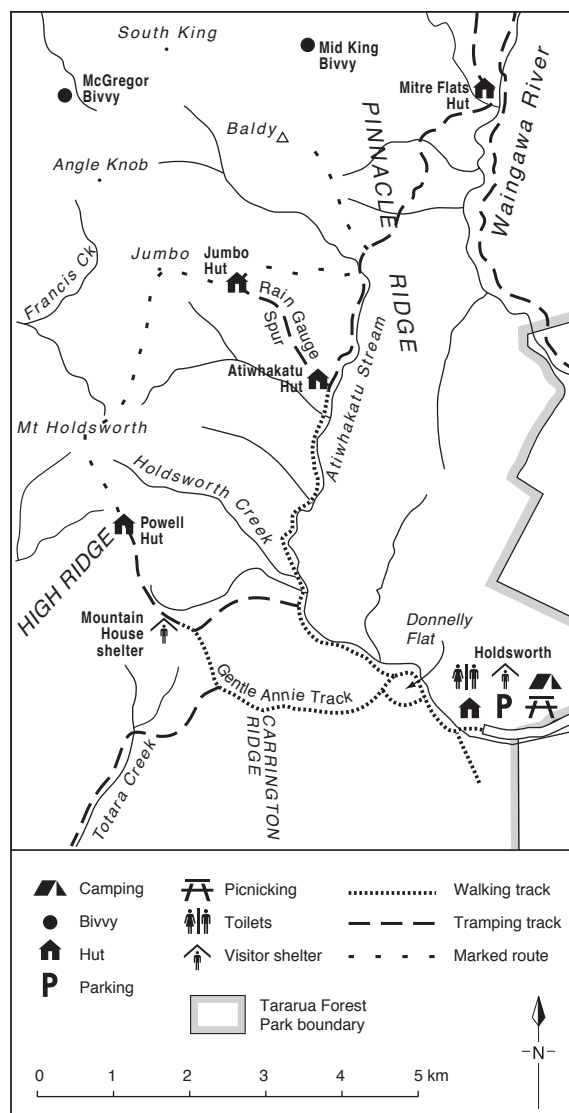 South King
Mid King
Bivvy
McGregor
Bivvy
Mitre Flats
Hut
Waingawa River
Baldy
PINNACLE
RIDGE
Angle Knob
Francis Ck
Jumbo
Jumbo
Hut
Rain Gauge
Spur
Atiwhakatu
Hut
Atiwhakatu Stream
Mt Holdsworth
Holdsworth
Creek
Powell
Hut
HIGH RIDGE
Mountain
House
shelter
Donnelly
Flat
Holdsworth
P
Gentle Annie Track
CARRINGTON
RIDGE
Totara Creek
Camping
Picnicking
Walking track
Bivvy
Toilets
Tramping track
Hut
Visitor shelter
Marked route
P Parking
Tararua Forest
Park boundary
N
0 1 2 3 4 5 km